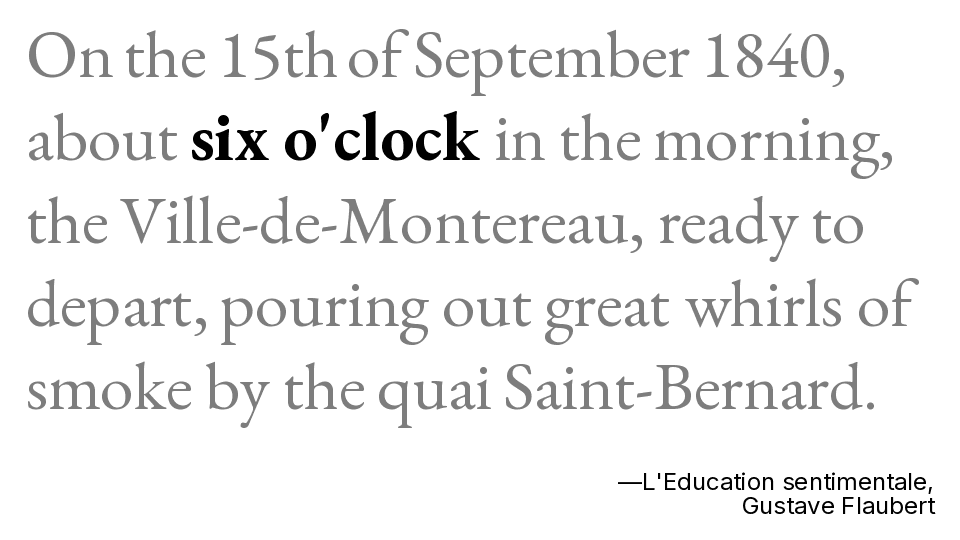 On the 15th of September 1840,
about six o'clock in the morning,
the Ville-de-Montereau, ready to
depart, pouring out great whirls of
smoke by the quai Saint-Bernard.
—L'Education sentimentale,
Gustave Flaubert